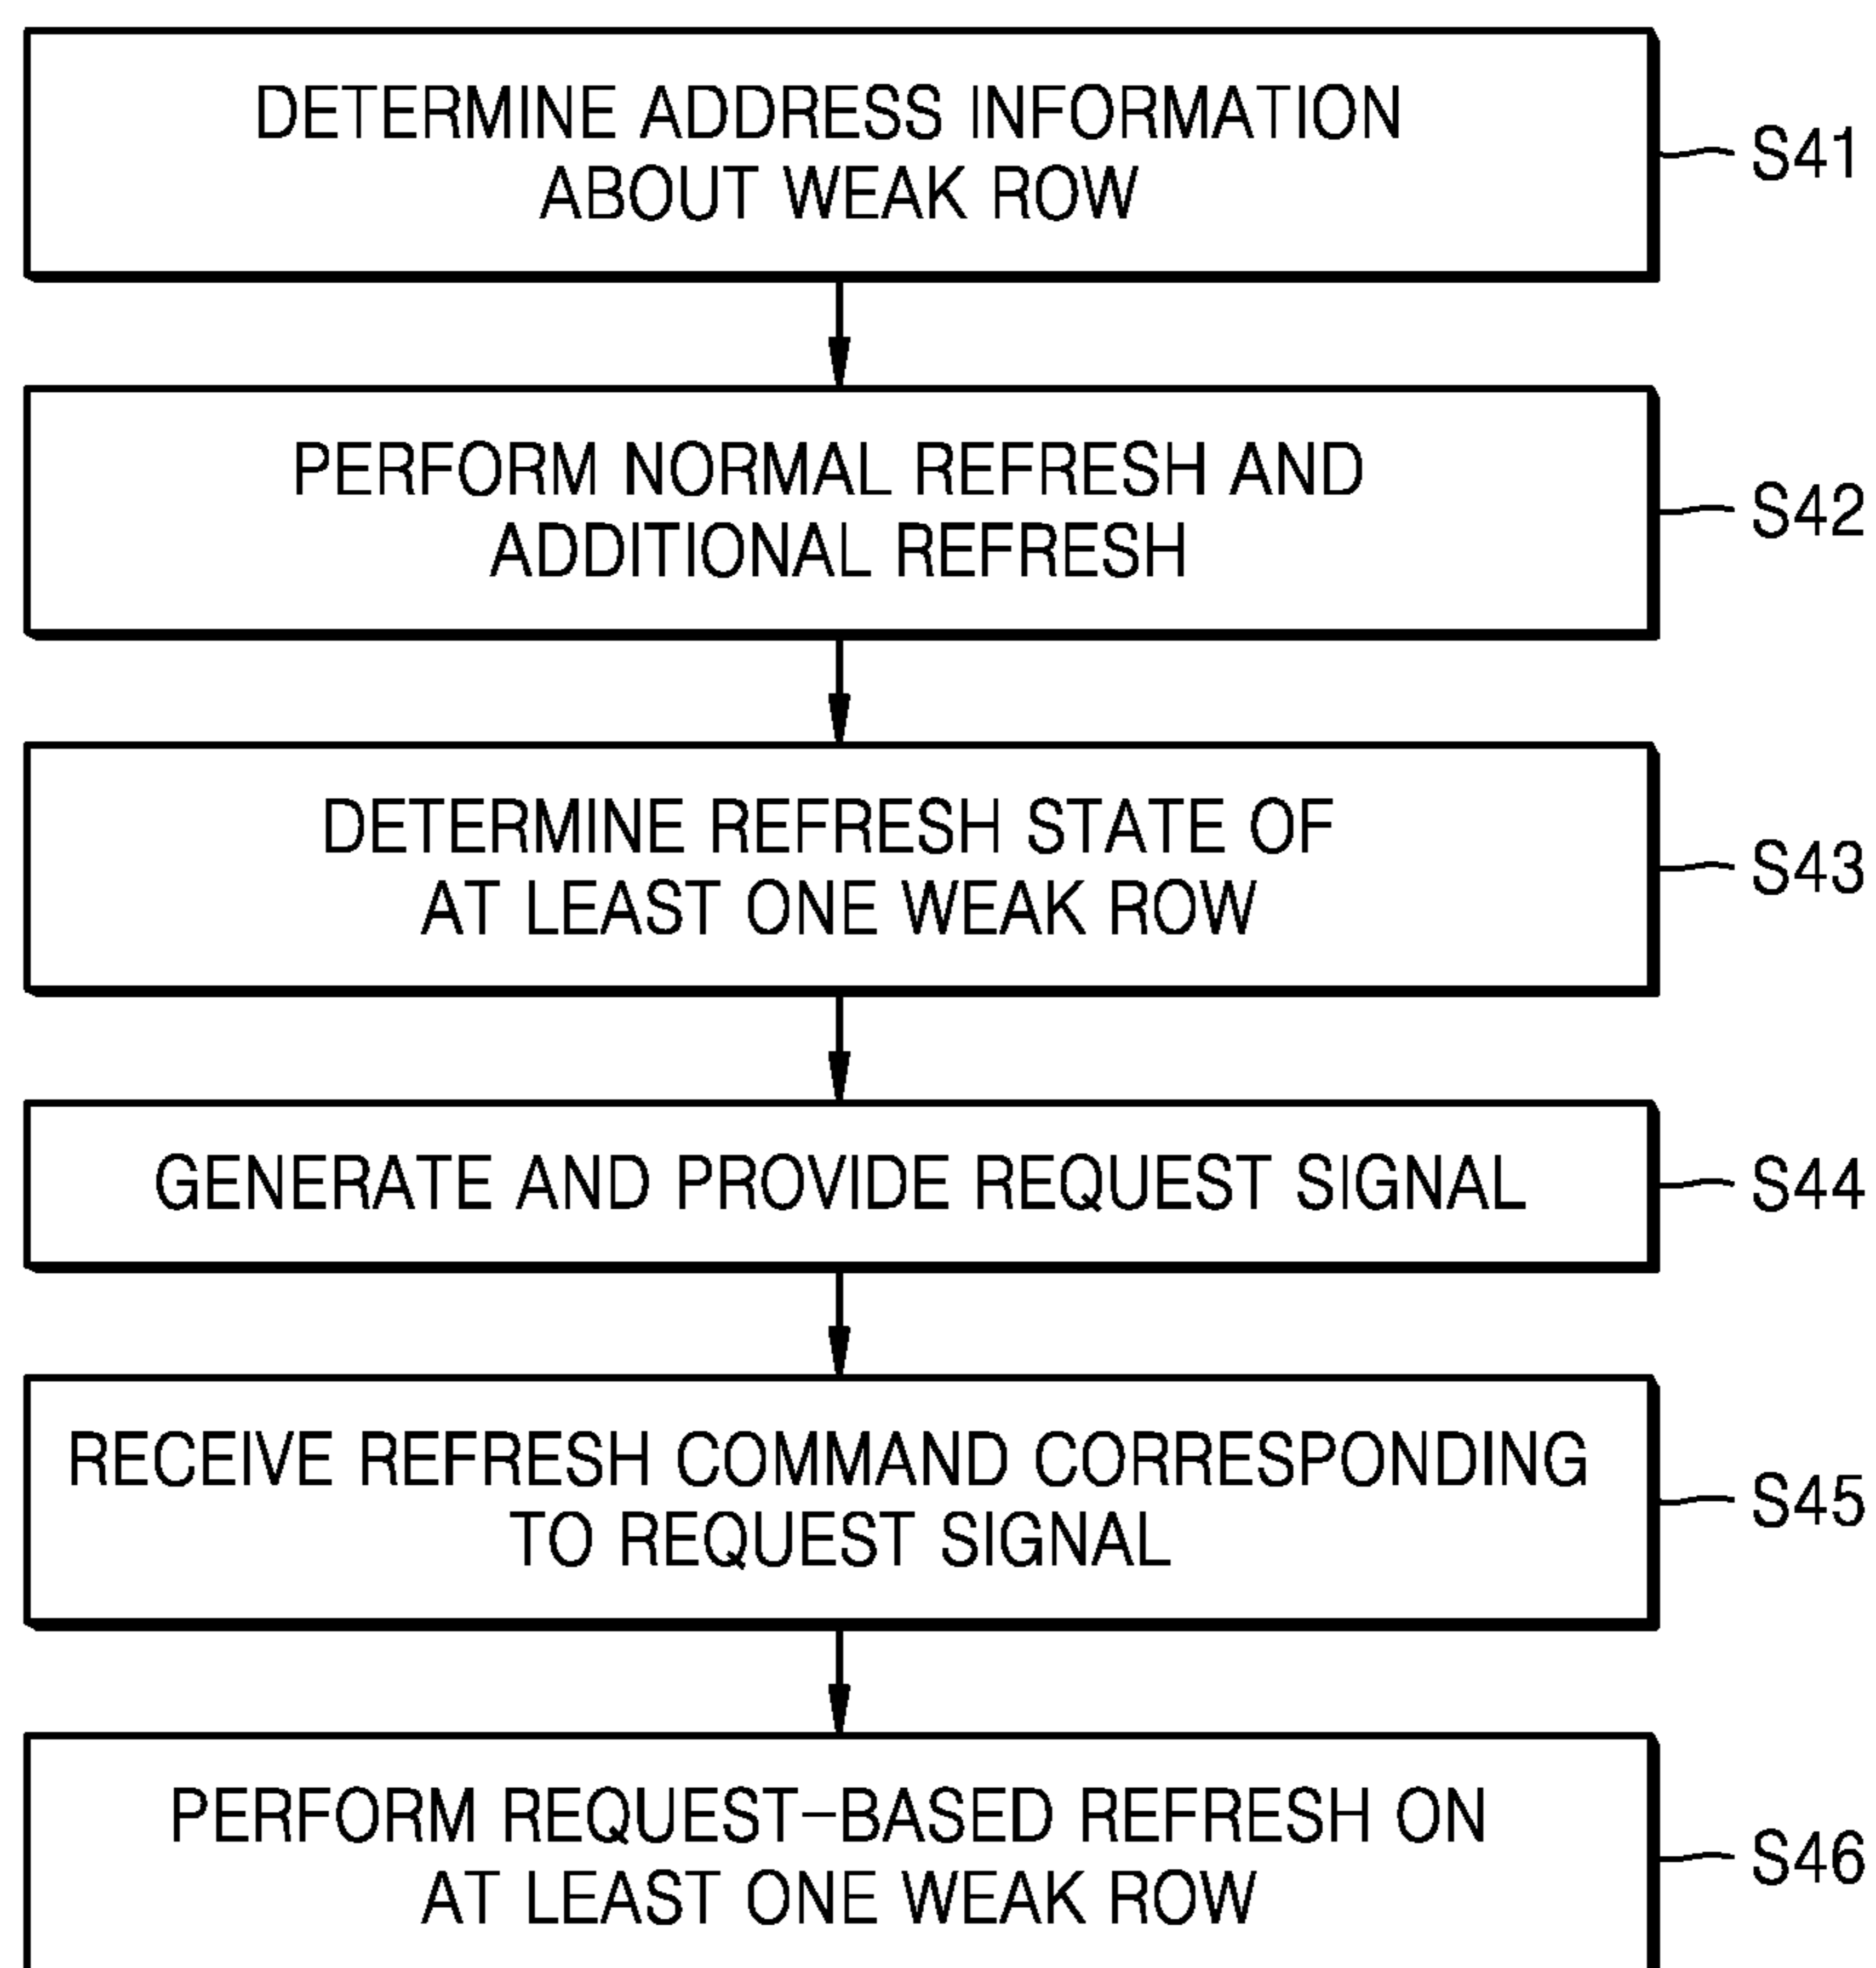 DETERMINE ADDRESS INFORMATION
ABOUT WEAK ROW
S41
PERFORM NORMAL REFRESH AND
ADDITIONAL REFRESH
S42
DETERMINE REFRESH STATE OF
AT LEAST ONE WEAK ROW
S43
GENERATE AND PROVIDE REQUEST SIGNAL
S44
RECEIVE REFRESH COMMAND CORRESPONDING
TO REQUEST SIGNAL
S45
PERFORM REQUEST-BASED REFRESH ON
AT LEAST ONE WEAK ROW
S46